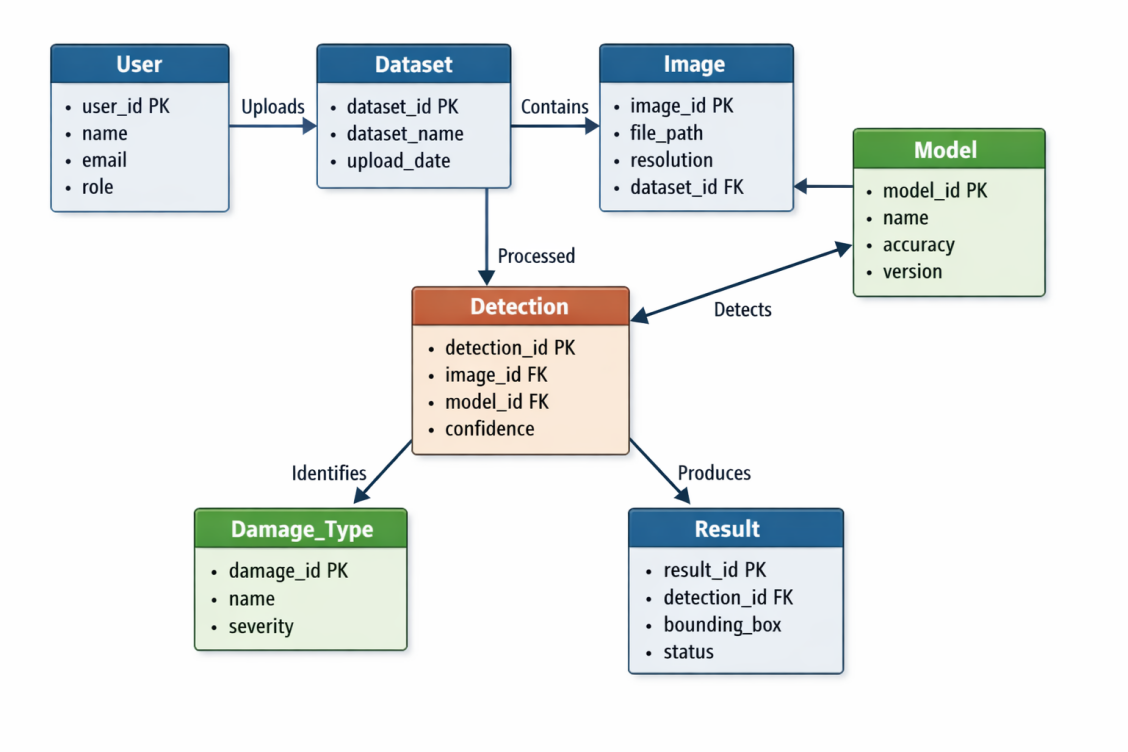 User
• user_id PK
• name
• email
• role
Uploads
Dataset
• dataset_id PK
• dataset_name
• upload_date
Contains
Image
• image_id PK
• file_path
• resolution
• dataset_id FK
Model
• model_id PK
• name
• accuracy
• version
Processed
Detects
Detection
• detection_id PK
• image_id FK
• model_id FK
• confidence
Identifies
Produces
Damage_Type
• damage_id PK
• name
• severity
Result
• result_id PK
• detection_id FK
• bounding_box
• status